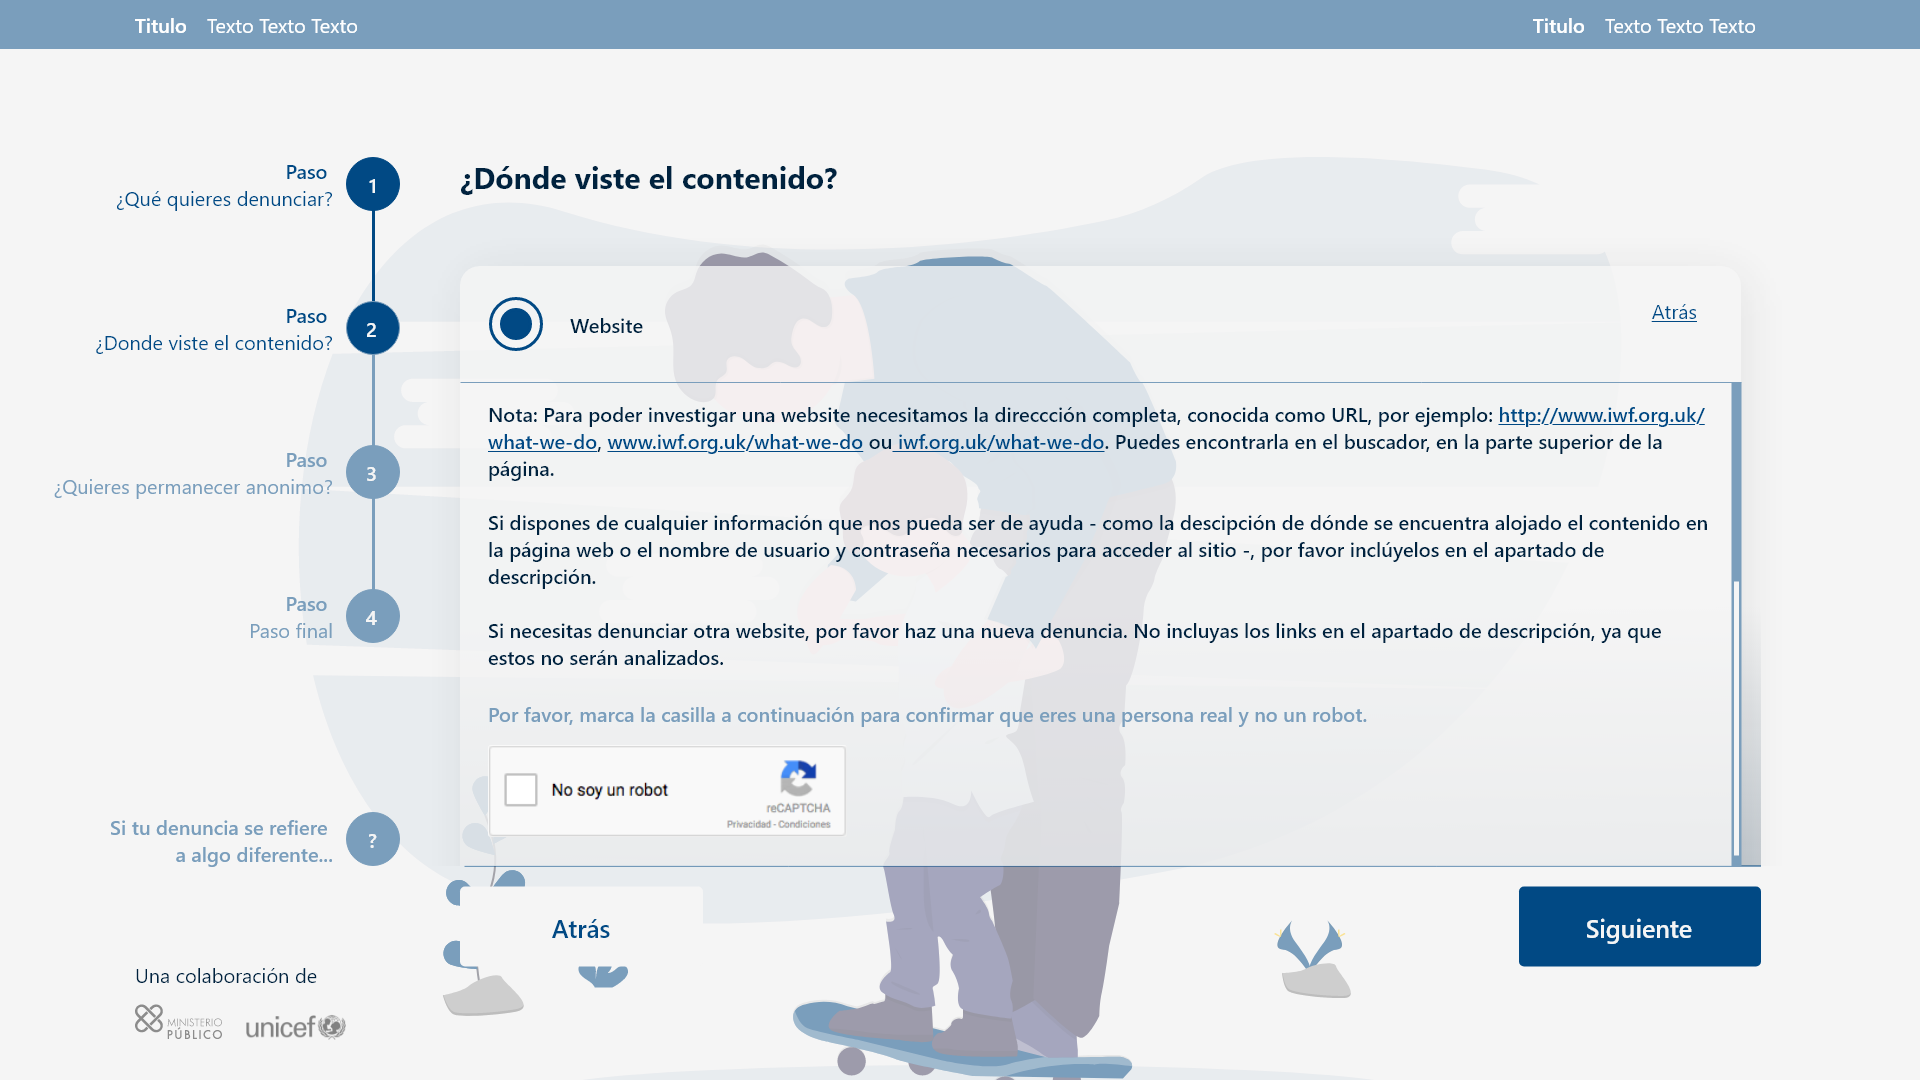 Titulo Texto Texto Texto
Titulo Texto Texto Texto
Paso
¿Qué quieres denunciar?
1
Paso
¿Donde viste el contenido?
2
Paso
¿Quieres permanecer anonimo?
3
Paso
Paso final
4
Si tu denuncia se refiere
a algo diferente...
?
Una colaboración de
MINISTERIO
PÚBLICO
unicef
¿Dónde viste el contenido?
Website
Atrás
Nota: Para poder investigar una website necesitamos la direccción completa, conocida como URL, por ejemplo: http://www.iwf.org.uk/
what-we-do, www.iwf.org.uk/what-we-do ou iwf.org.uk/what-we-do. Puedes encontrarla en el buscador, en la parte superior de la
página.
Si dispones de cualquier información que nos pueda ser de ayuda - como la descipción de dónde se encuentra alojado el contenido en
la página web o el nombre de usuario y contraseña necesarios para acceder al sitio -, por favor inclúyelos en el apartado de
descripción.
Si necesitas denunciar otra website, por favor haz una nueva denuncia. No incluyas los links en el apartado de descripción, ya que
estos no serán analizados.
Por favor, marca la casilla a continuación para confirmar que eres una persona real y no un robot.
No soy un robot
reCAPTCHA
Privacidad - Condiciones
Atrás
Siguiente